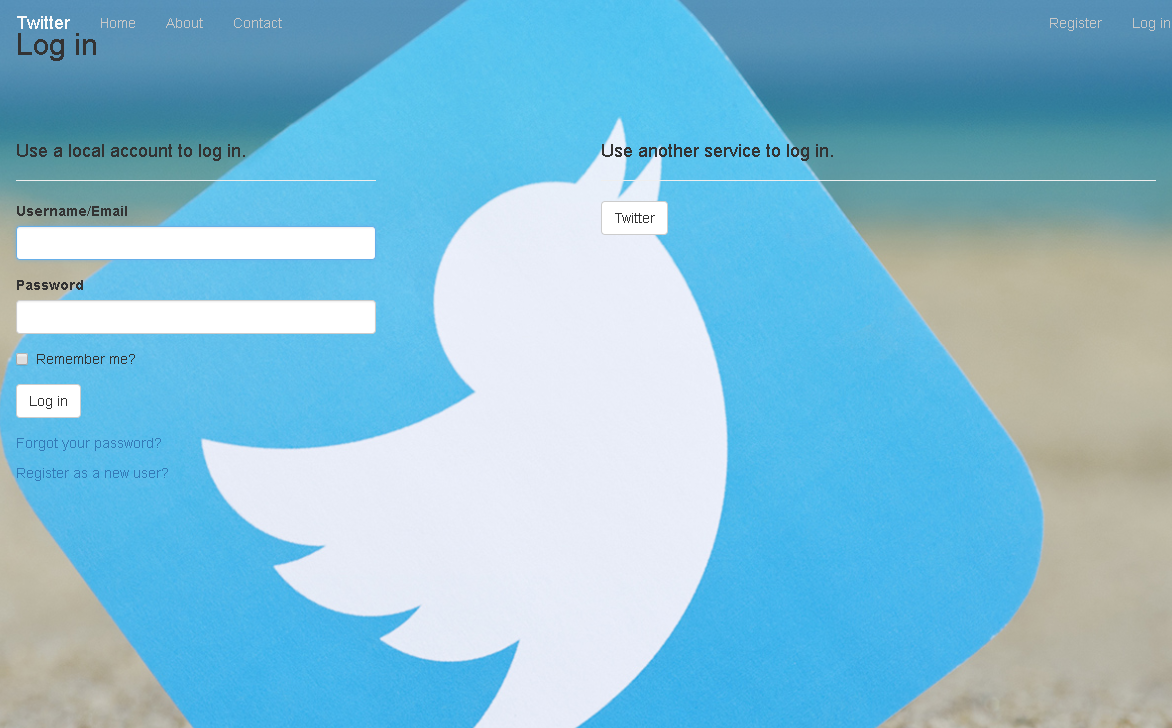 Twitter Home About Contact Register Log in
Log in
Use a local account to log in.
Use another service to log in.
Username/Email
Twitter
Password
Remember me?
Log in
Forgot your password?
Register as a new user?